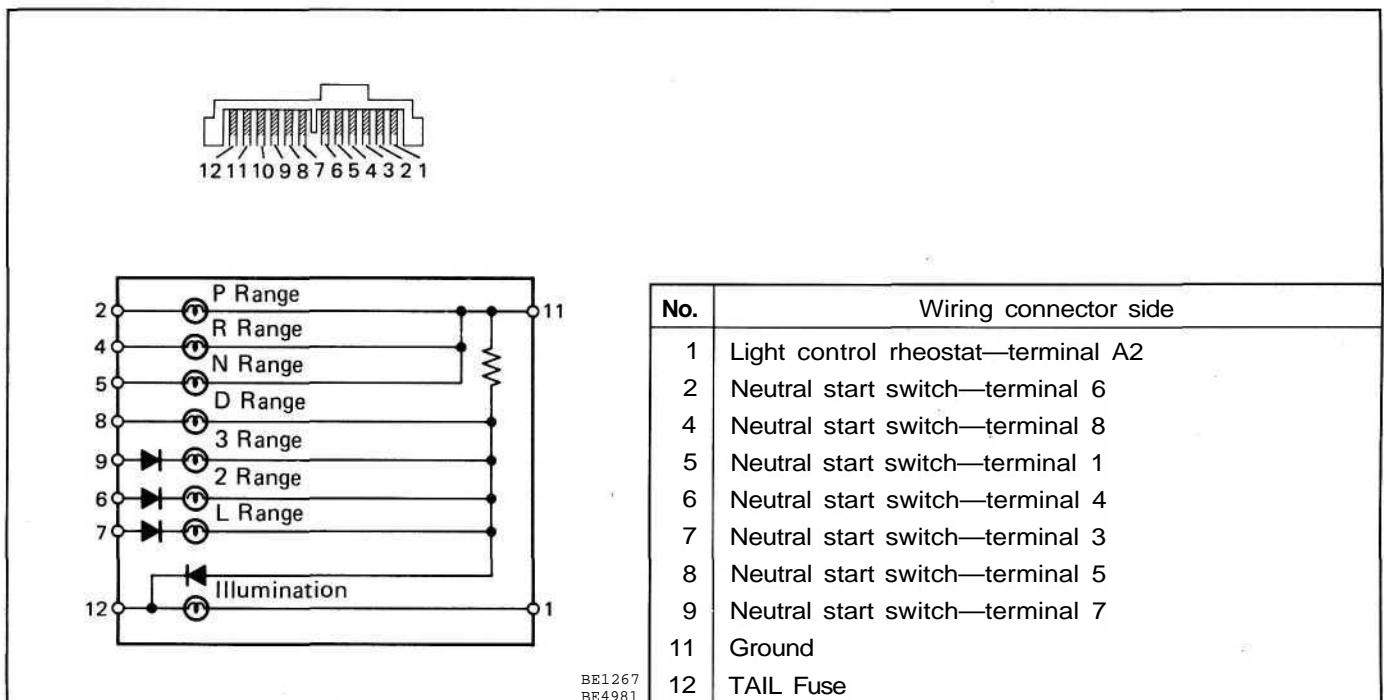 12 11 10 9 8 7 6 5 4 3 2 1
P Range
2
11
R Range
4
N Range
5
D Range
8
3 Range
9
2 Range
6
L Range
7
Illumination
12
1
BE1267
BE4981
No. Wiring connector side
1 Light control rheostat—terminal A2
2 Neutral start switch—terminal 6
4 Neutral start switch—terminal 8
5 Neutral start switch—terminal 1
6 Neutral start switch—terminal 4
7 Neutral start switch—terminal 3
8 Neutral start switch—terminal 5
9 Neutral start switch—terminal 7
11 Ground
12 TAIL Fuse